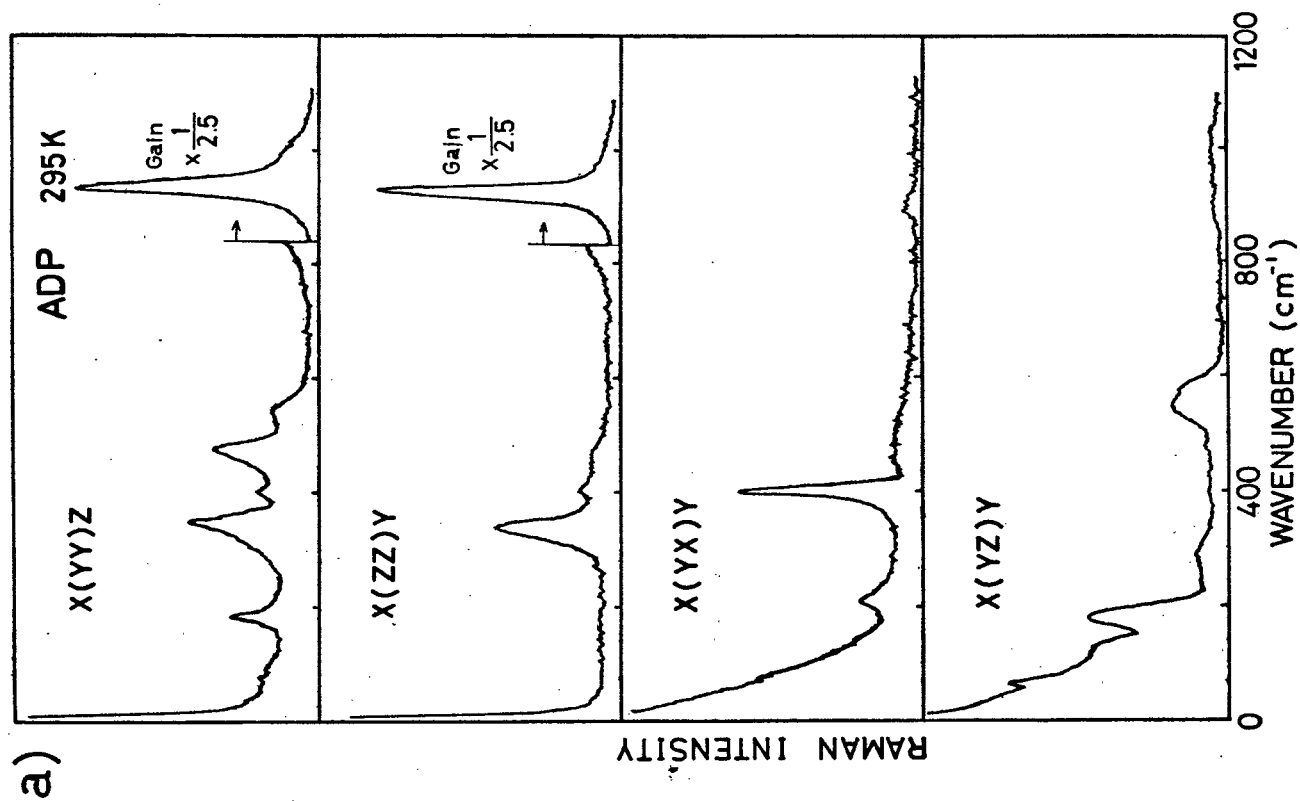 a)
ADP 295K
X(YY)Z
Gain
x 1/2.5
X(ZZ)Y
Gain
x 1/2.5
X(YX)Y
X(YZ)Y
RAMAN INTENSITY
0 400 800 1200
WAVENUMBER (cm⁻¹)